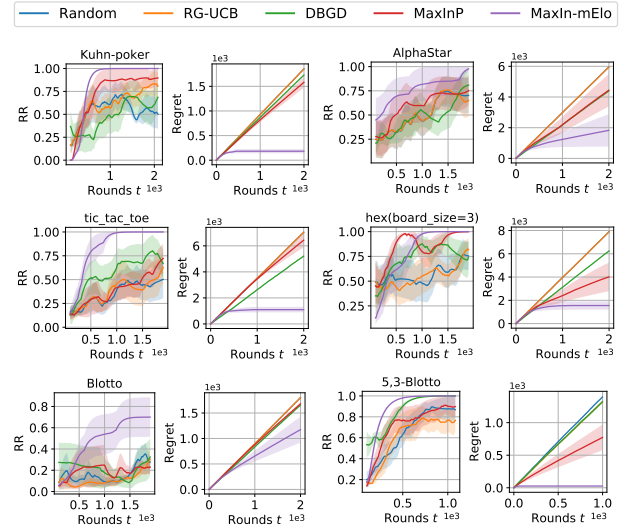 Random RG-UCB DBGD MaxInP MaxIn-mElo
Kuhn-poker
RR
1.00
0.75
0.50
0.25
0.00
1
2
Rounds t 1e3
1e3
Regret
1.5
1.0
0.5
0.0
0
2
Rounds t 1e3
AlphaStar
RR
1.00
0.75
0.50
0.25
0.5
1.0
1.5
Rounds t 1e3
1e3
Regret
6
4
2
0
0
1
2
Rounds t 1e3
tic_tac_toe
RR
1.00
0.75
0.50
0.25
0.00
0.5
1.0
1.5
Rounds t 1e3
1e3
Regret
6
4
2
0
0
1
2
Rounds t 1e3
hex(board_size=3)
RR
1.00
0.75
0.50
0.25
0.5
1.0
1.5
Rounds t 1e3
1e3
Regret
8
6
4
2
0
0
1
2
Rounds t 1e3
Blotto
RR
0.8
0.6
0.4
0.2
0.0
0.5
1.0
1.5
Rounds t 1e3
1e3
Regret
2.0
1.5
1.0
0.5
0.0
0
1
2
Rounds t 1e3
5,3-Blotto
RR
1.0
0.8
0.6
0.4
0.2
0.5
1.0
Rounds t 1e3
1e3
Regret
1.0
0.5
0.0
0.0
0.5
1.0
Rounds t 1e3